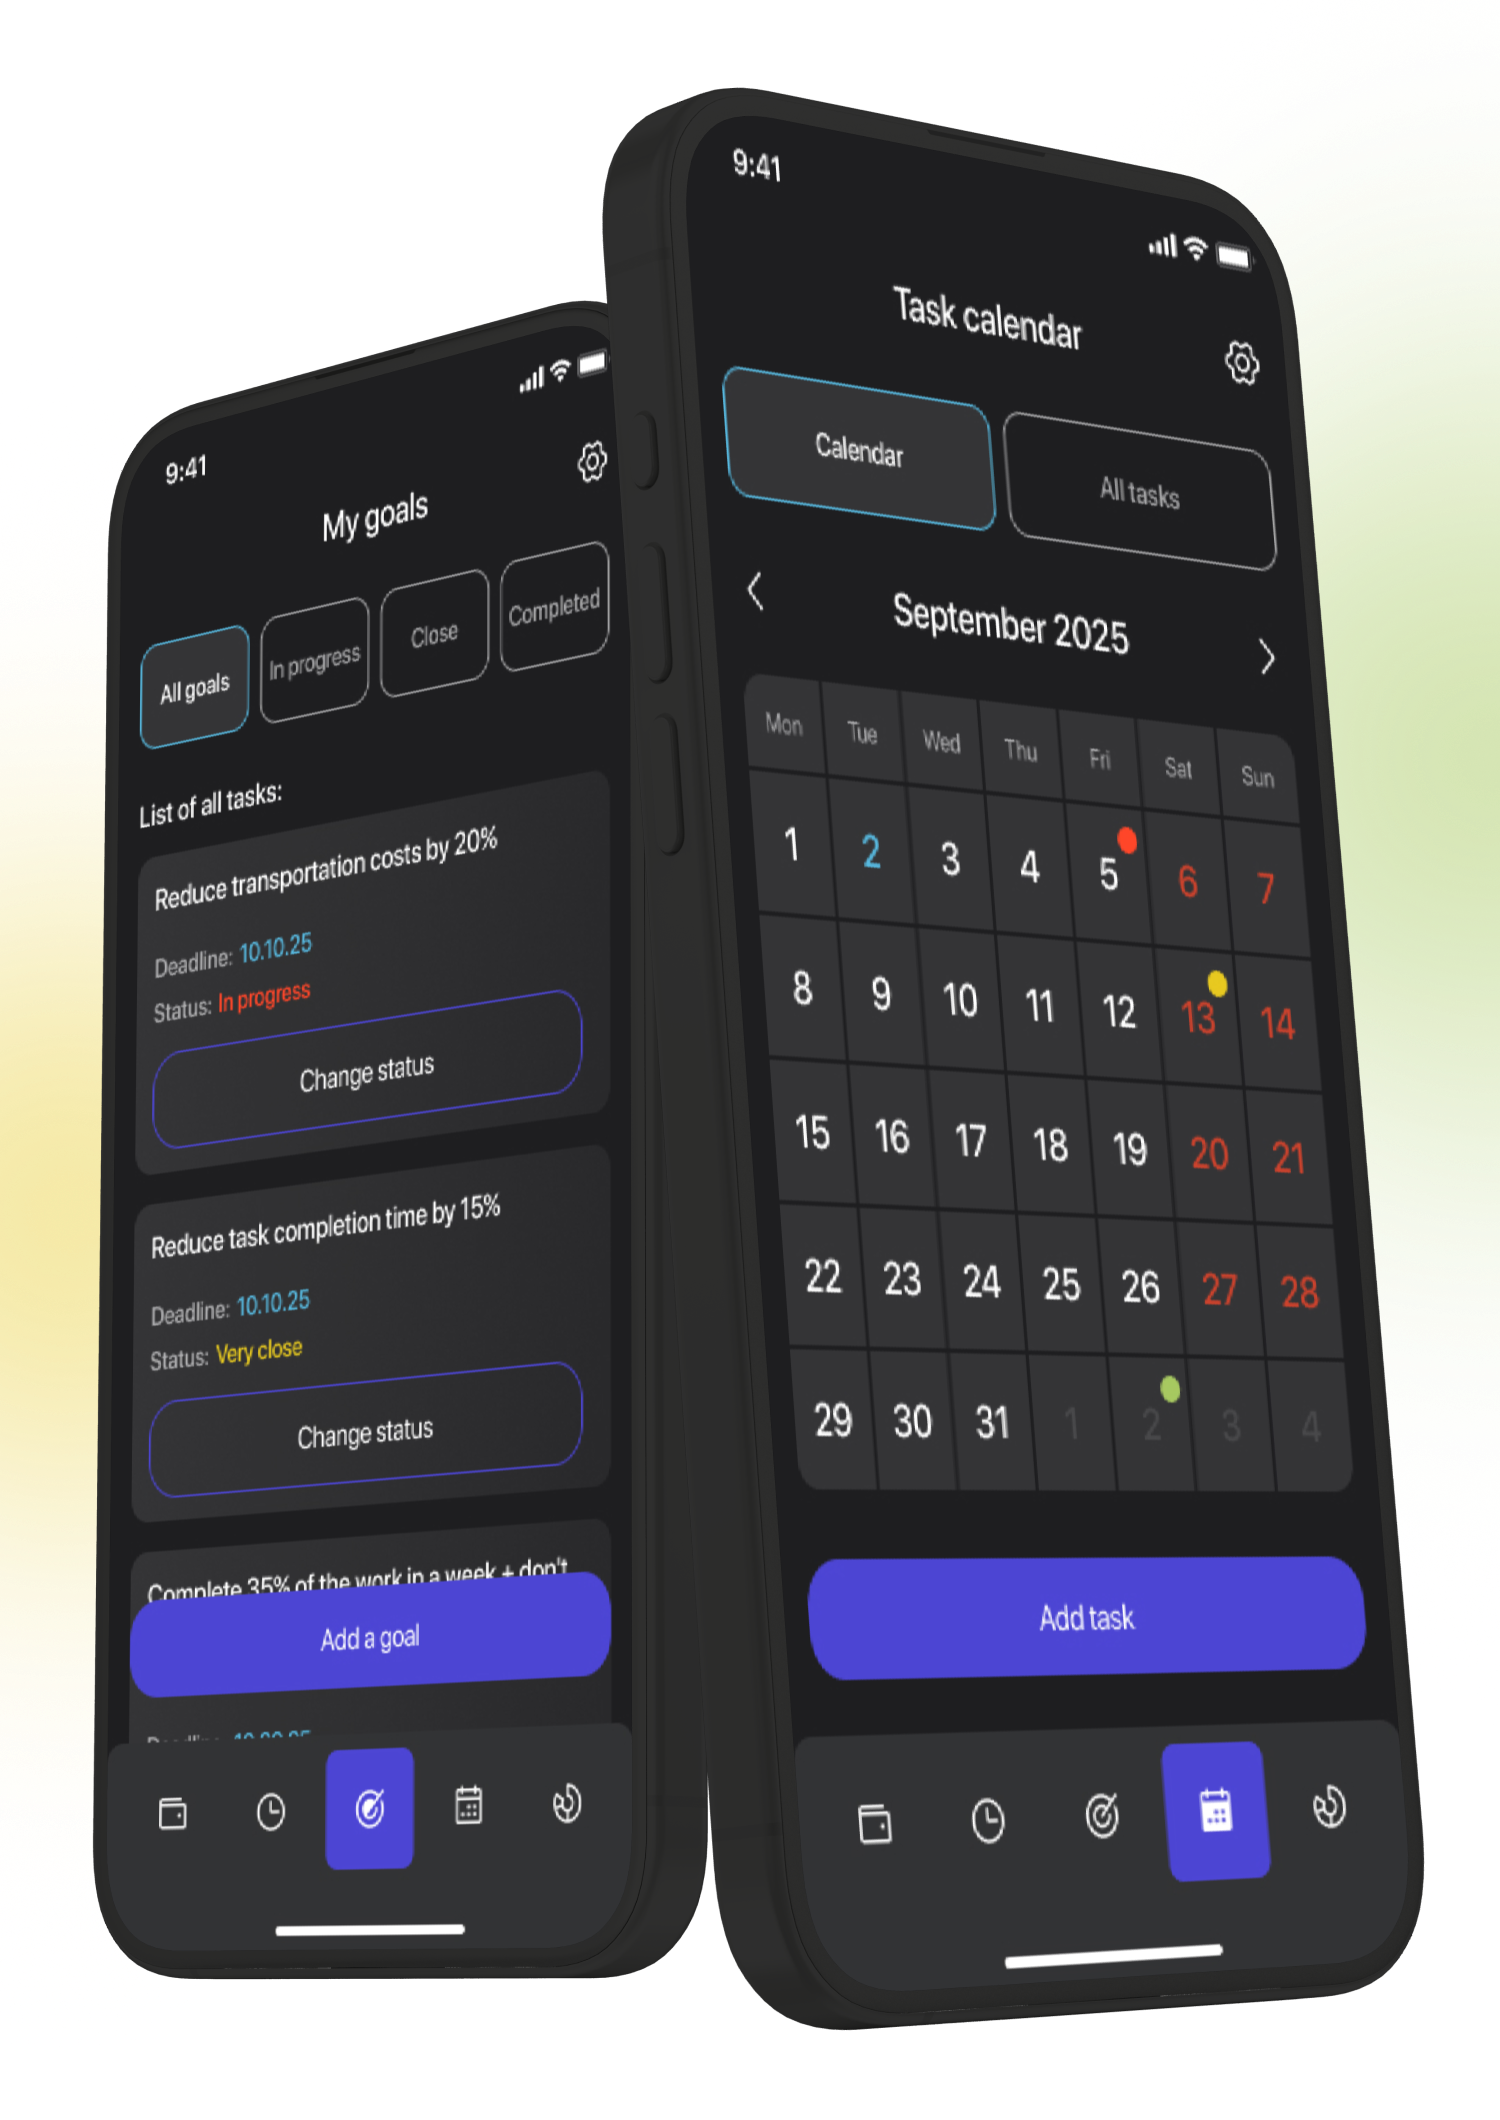 9:41
My goals
All goals
In progress
Close
Completed
List of all tasks:
Reduce transportation costs by 20%
Deadline: 10.10.25
Status: In progress
Change status
Reduce task completion time by 15%
Deadline: 10.10.25
Status: Very close
Change status
Complete 35% of the work in a week + don't
Add a goal
Deadline:
9:41
Task calendar
Calendar
All tasks
September 2025
Mon Tue Wed Thu Fri Sat Sun
1 2 3 4 5 6 7
8 9 10 11 12 13 14
15 16 17 18 19 20 21
22 23 24 25 26 27 28
29 30 31 1 2 3 4
Add task